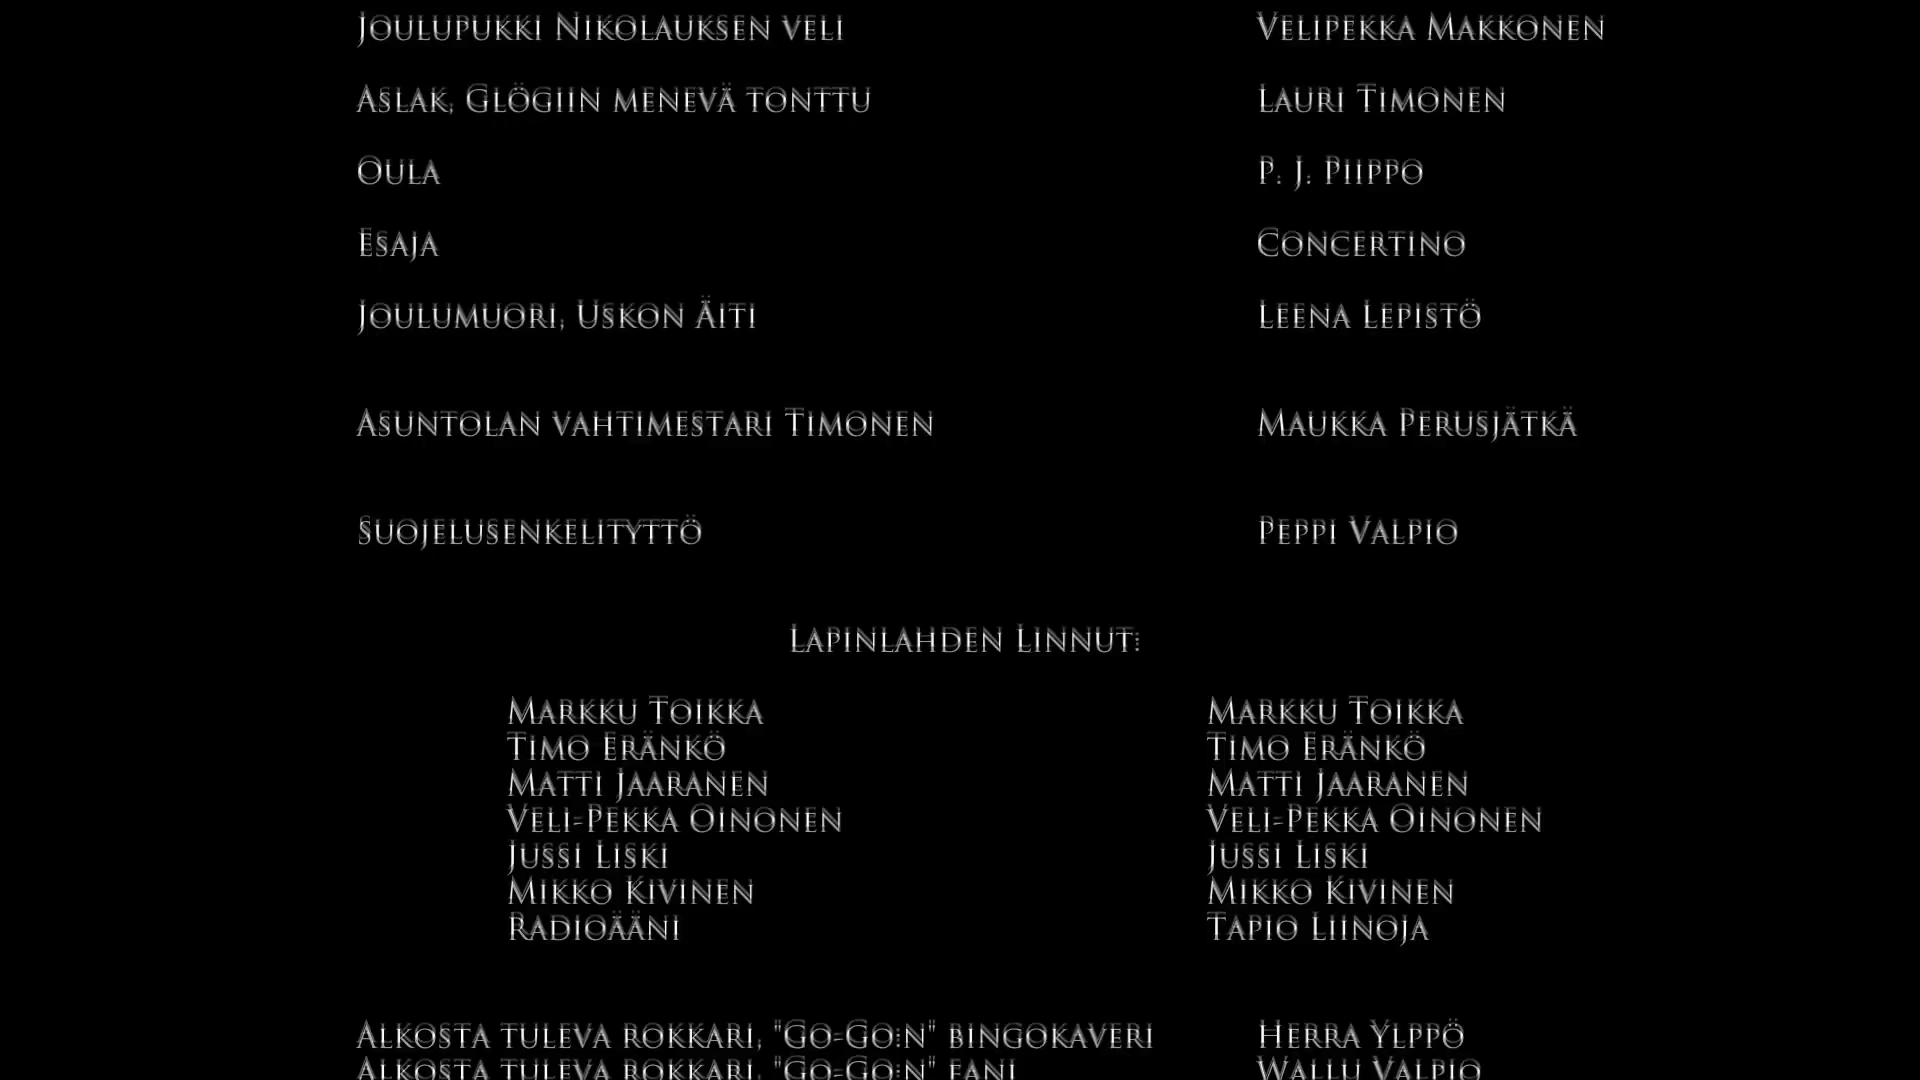 Joulupukki Nikolauksen veli Velipekka Makkonen
Aslak, Glögiin menevä tonttu Lauri Timonen
Oula P. J. Piippo
Esaja Concertino
Joulumuori, Uskon Äiti Leena Lepistö
Asuntolan vahtimestari Timonen Maukka Perusjätkä
Suojelusenkelityttö Peppi Valpio
Lapinlahden Linnut:
Markku Toikka Markku Toikka
Timo Eränkö Timo Eränkö
Matti Jaaranen Matti Jaaranen
Veli-Pekka Oinonen Veli-Pekka Oinonen
Jussi Liski Jussi Liski
Mikko Kivinen Mikko Kivinen
Radioääni Tapio Liinoja
Alkosta tuleva rokkari, "Go-Go:n" bingokaveri Herra Ylppö
Alkosta tuleva rokkari, "Go-Go:n" fani Wallu Valpio